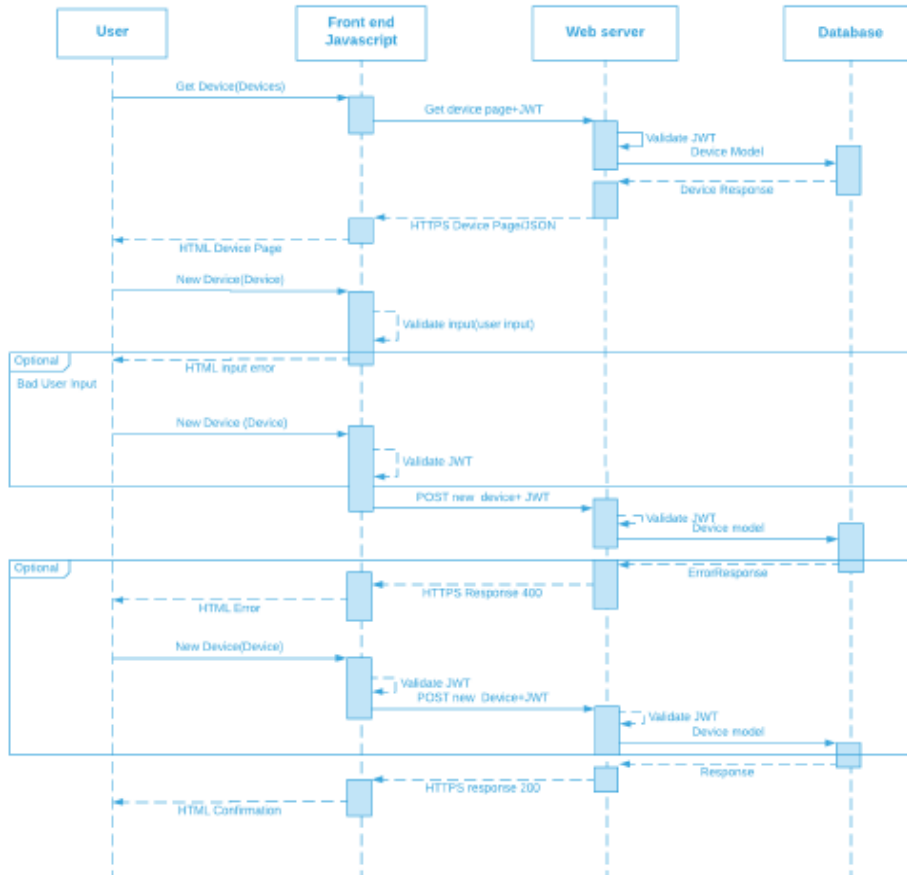 User
Front end
Javascript
Web server
Database
Get Device(Devices)
Get device page+JWT
Validate JWT
Device Model
Device Response
HTTPS Device Page/JSON
HTML Device Page
New Device(Device)
Validate input(user input)
Optional
HTML input error
Bad User Input
New Device (Device)
Validate JWT
POST new device+ JWT
Validate JWT
Device model
Optional
ErrorResponse
HTTPS Response 400
HTML Error
New Device(Device)
Validate JWT
POST new Device+JWT
Validate JWT
Device model
Response
HTTPS response 200
HTML Confirmation